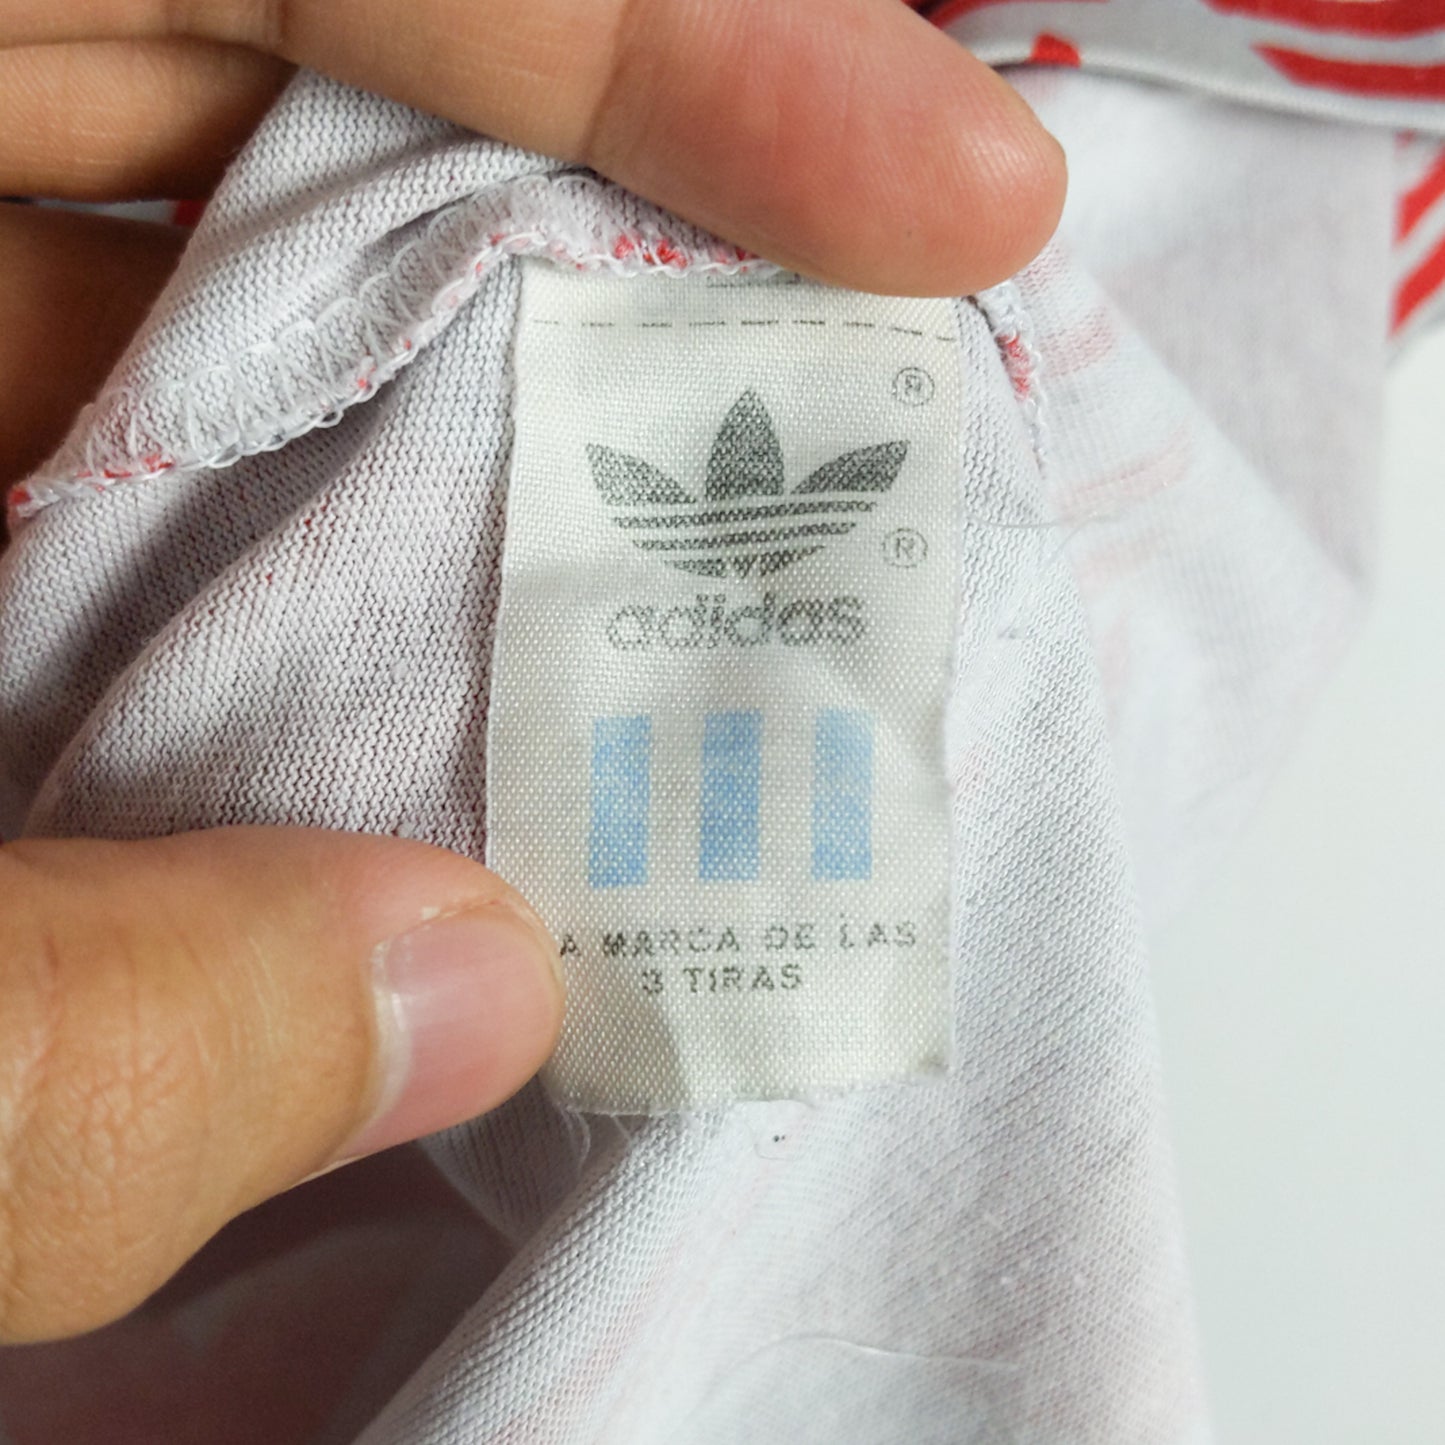 ®
®
adidas
A MARCA DE LAS
3 TIRAS